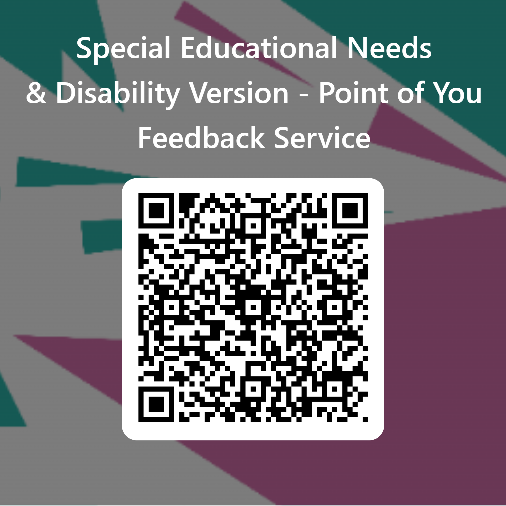 Special Educational Needs
& Disability Version - Point of You
Feedback Service